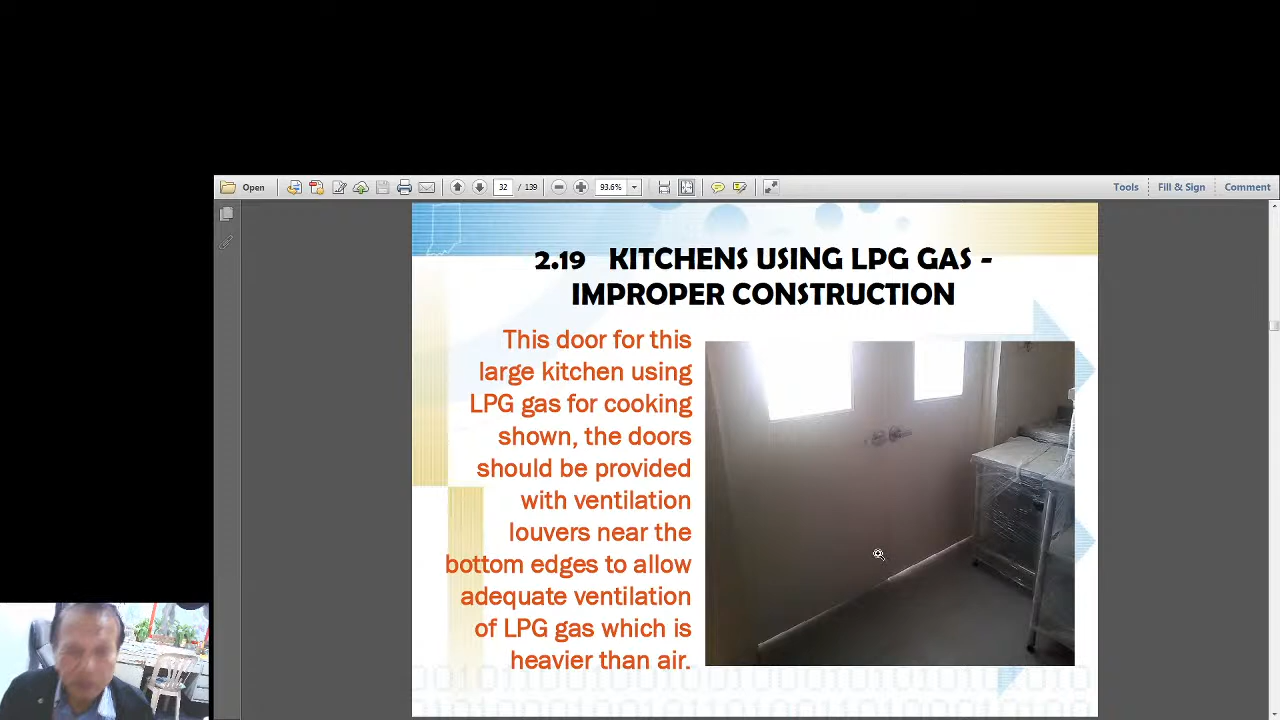 Open
32
/ 139
93.6%
Tools
Fill & Sign
Comment
2.19 KITCHENS USING LPG GAS -
IMPROPER CONSTRUCTION
This door for this
large kitchen using
LPG gas for cooking
shown, the doors
should be provided
with ventilation
louvers near the
bottom edges to allow
adequate ventilation
of LPG gas which is
heavier than air.